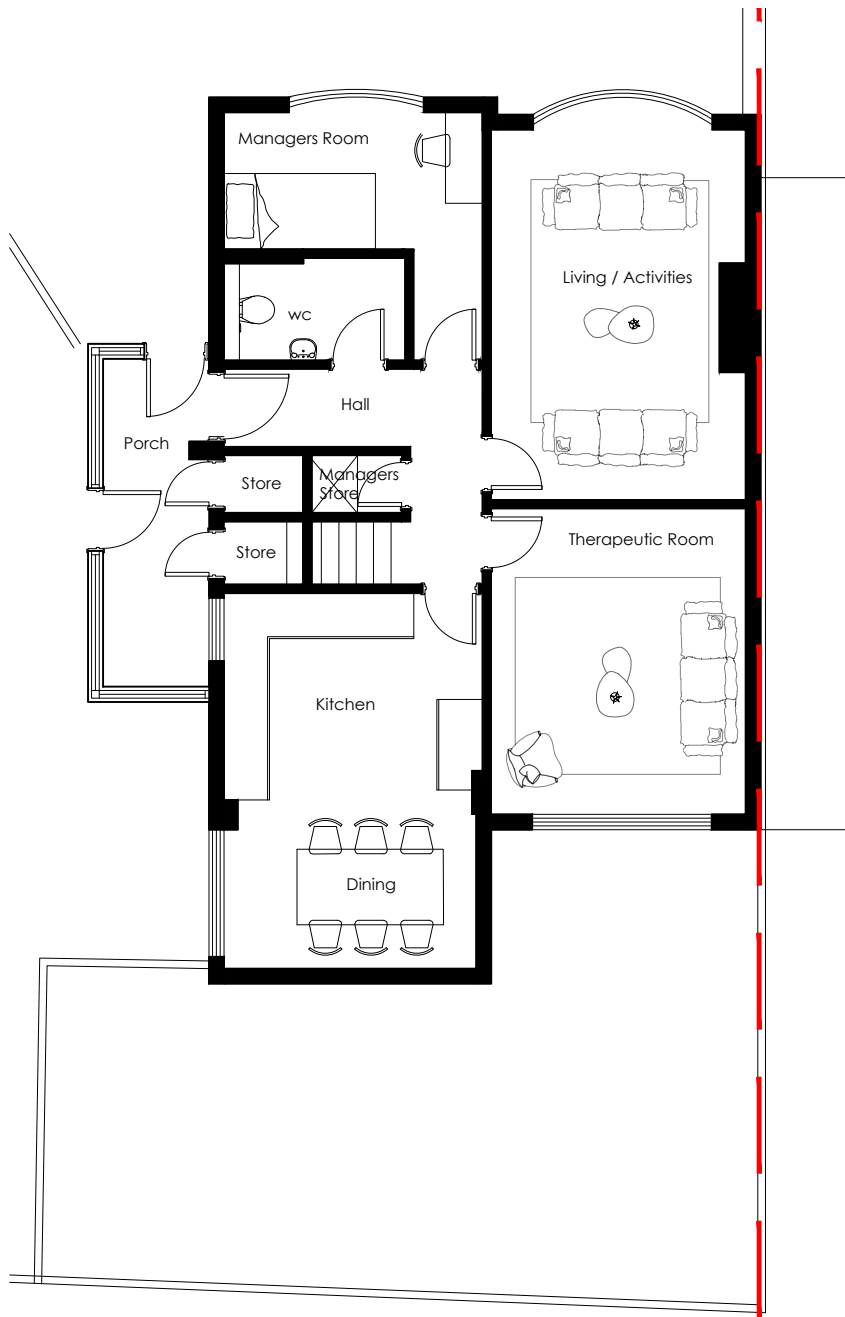 Managers Room
Living / Activities
wc
Hall
Porch
Store
Managers
Store
Store
Therapeutic Room
Kitchen
Dining